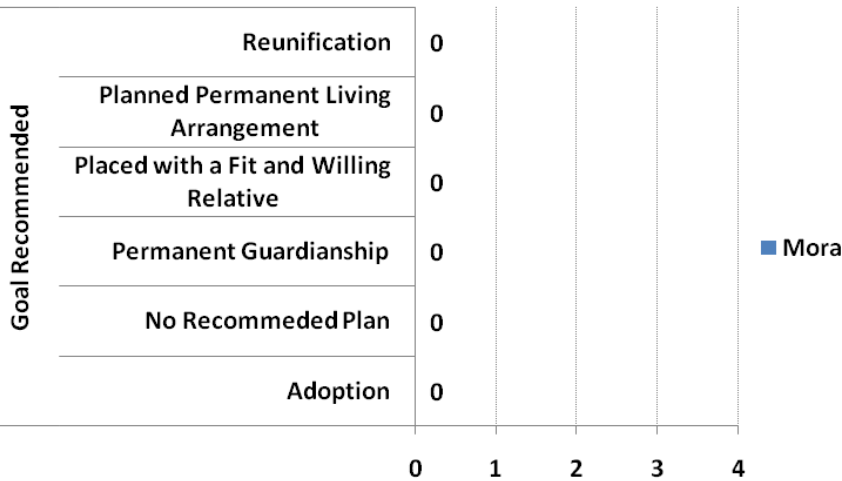 Goal Recommended
Reunification
0
Planned Permanent Living
Arrangement
0
Placed with a Fit and Willing
Relative
0
Permanent Guardianship
0
No Recommeded Plan
0
Adoption
0
0 1 2 3 4
Mora